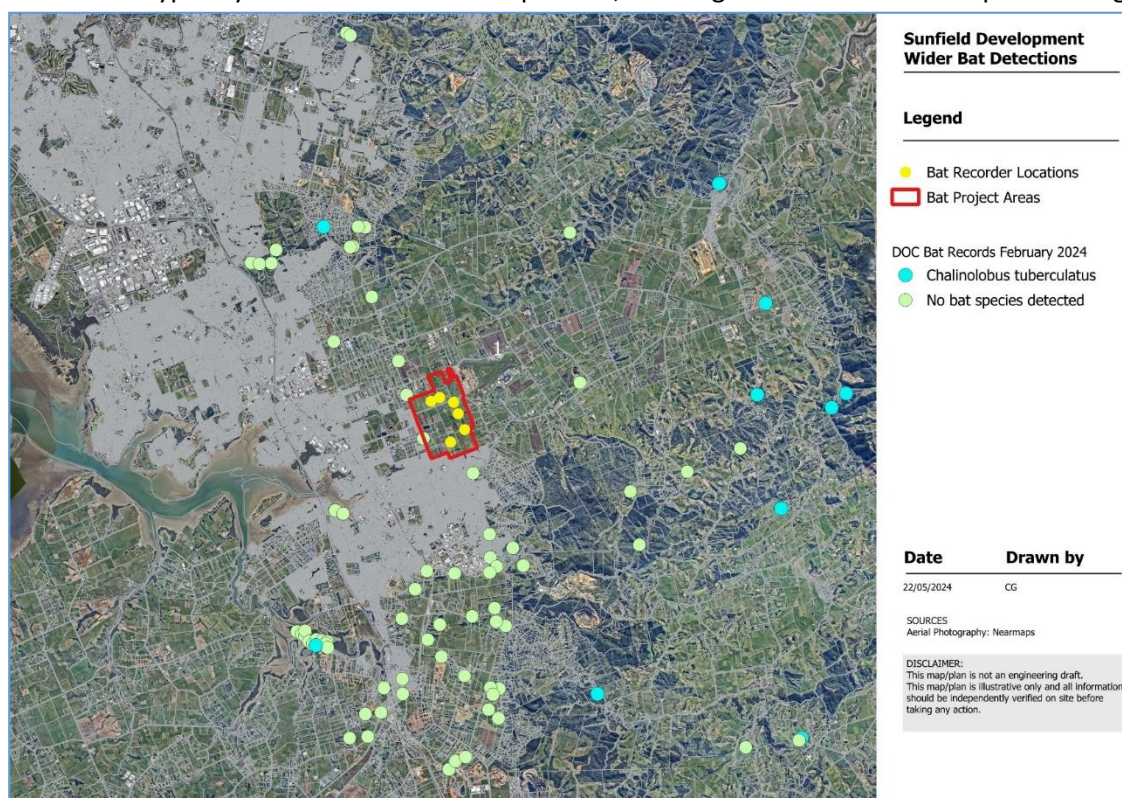 Sunfield Development
Wider Bat Detections
Legend
Bat Recorder Locations
Bat Project Areas
DOC Bat Records February 2024
Chalinolobus tuberculatus
No bat species detected
1
Date Drawn by
22/05/2024 CG
SOURCES
Aerial Photography: Nearmaps
DISCLAIMER:
This map/plan is not an engineering draft.
This map/plan is illustrative only and all information
should be independently verified on site before
taking any action.